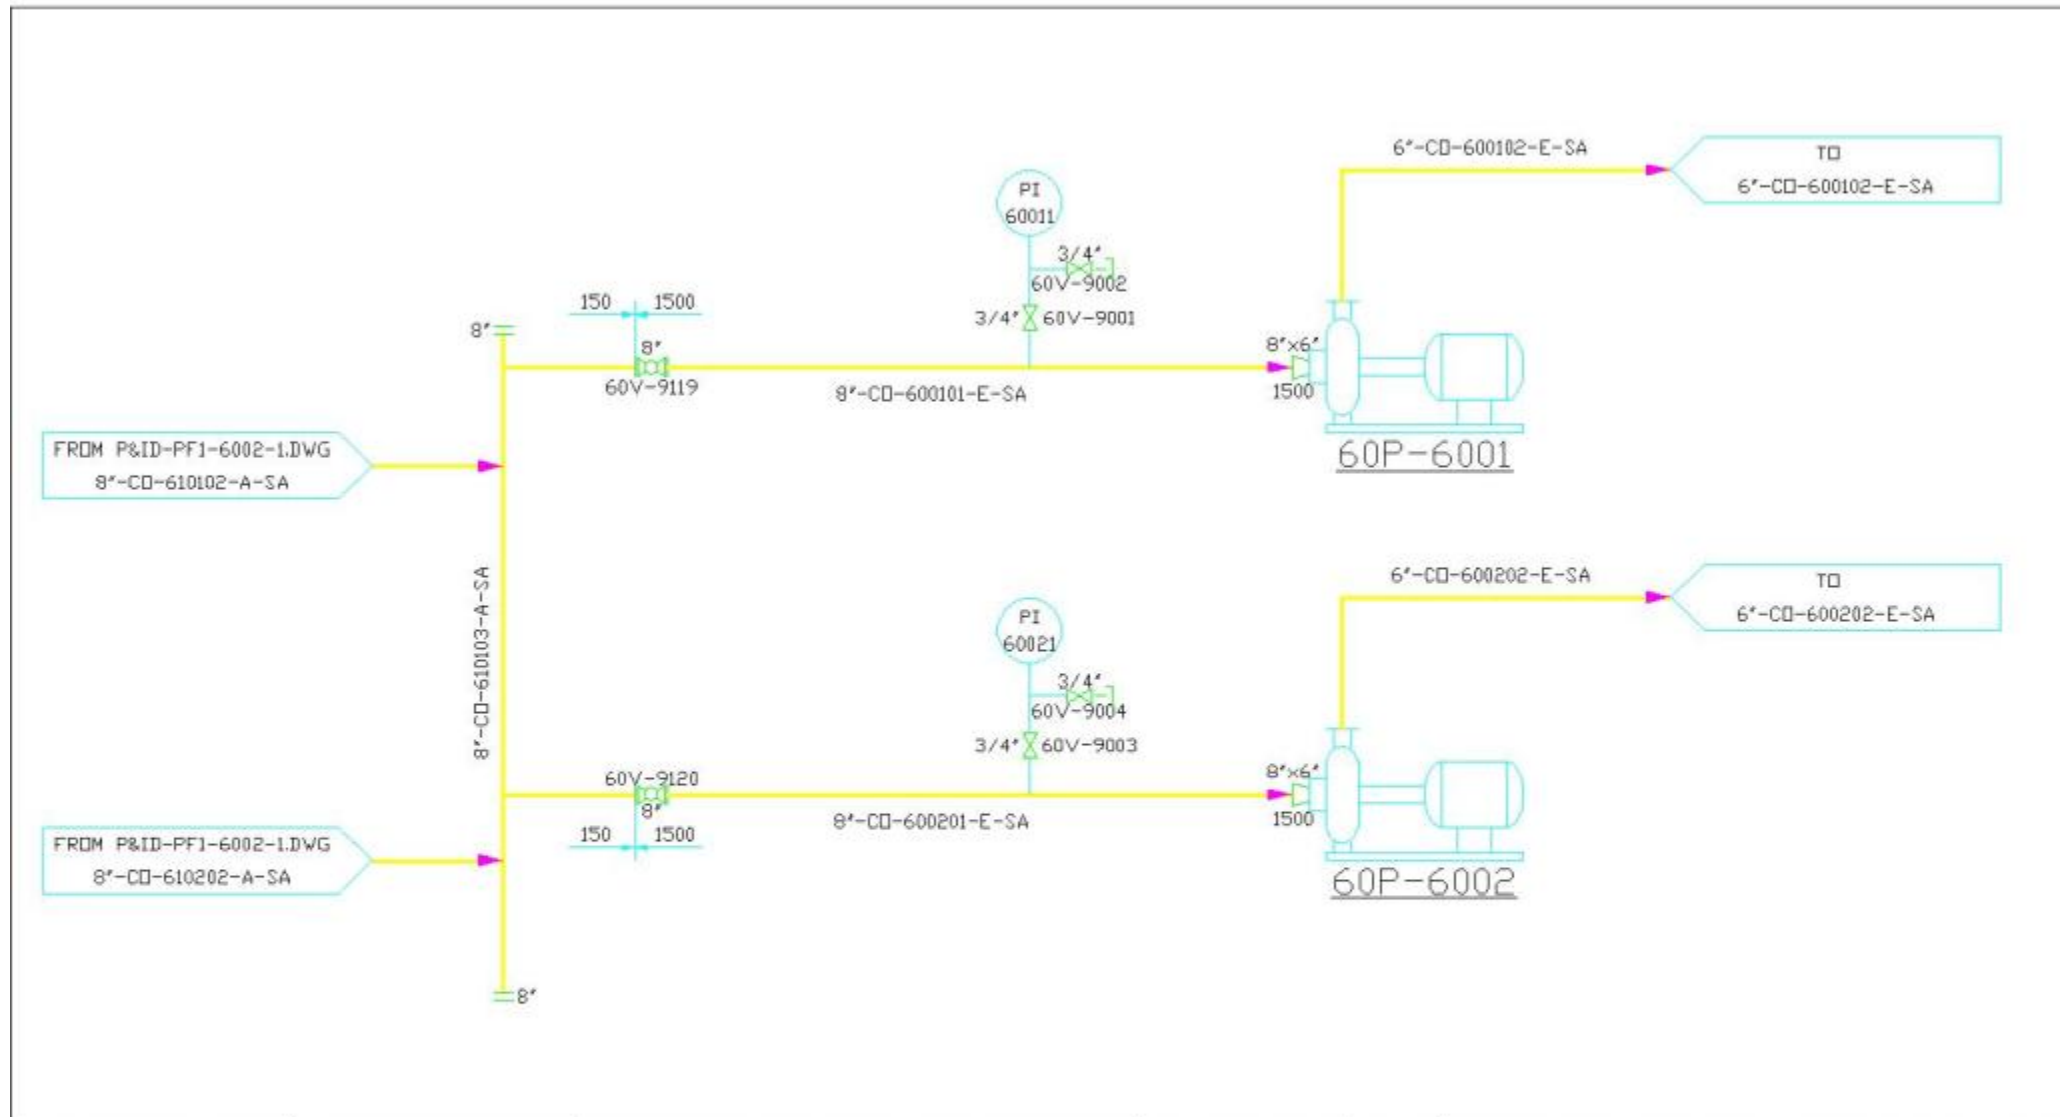 6"-CO-600102-E-SA
TO
6"-CO-600102-E-SA
PI
60011
3/4"
60V-9002
3/4" 60V-9001
150 1500
8"
8"
60V-9119
8"-CO-600101-E-SA
8"x6"
1500
60P-6001
FROM P&ID-PF1-6002-1.DWG
8"-CO-610102-A-SA
8"-CO-610103-A-SA
6"-CO-600202-E-SA
TO
6"-CO-600202-E-SA
PI
60021
3/4"
60V-9004
3/4" 60V-9003
60V-9120
8"
150 1500
8"-CO-600201-E-SA
8"x6"
1500
60P-6002
FROM P&ID-PF1-6002-1.DWG
8"-CO-610202-A-SA
8"